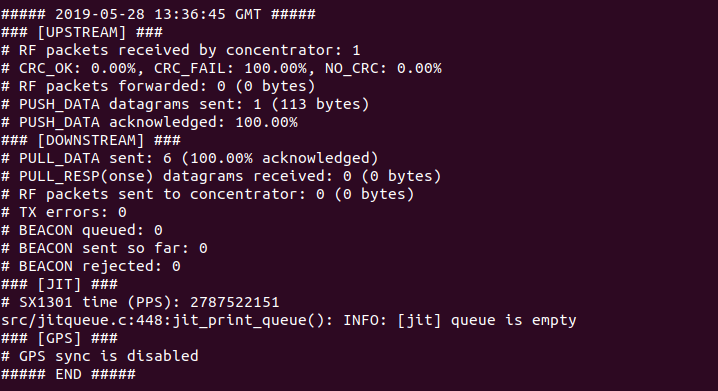 ##### 2019-05-28 13:36:45 GMT #####
### [UPSTREAM] ###
# RF packets received by concentrator: 1
# CRC_OK: 0.00%, CRC_FAIL: 100.00%, NO_CRC: 0.00%
# RF packets forwarded: 0 (0 bytes)
# PUSH_DATA datagrams sent: 1 (113 bytes)
# PUSH_DATA acknowledged: 100.00%
### [DOWNSTREAM] ###
# PULL_DATA sent: 6 (100.00% acknowledged)
# PULL_RESP(onse) datagrams received: 0 (0 bytes)
# RF packets sent to concentrator: 0 (0 bytes)
# TX errors: 0
# BEACON queued: 0
# BEACON sent so far: 0
# BEACON rejected: 0
### [JIT] ###
# SX1301 time (PPS): 2787522151
src/jitqueue.c:448:jit_print_queue(): INFO: [jit] queue is empty
### [GPS] ###
# GPS sync is disabled
##### END #####